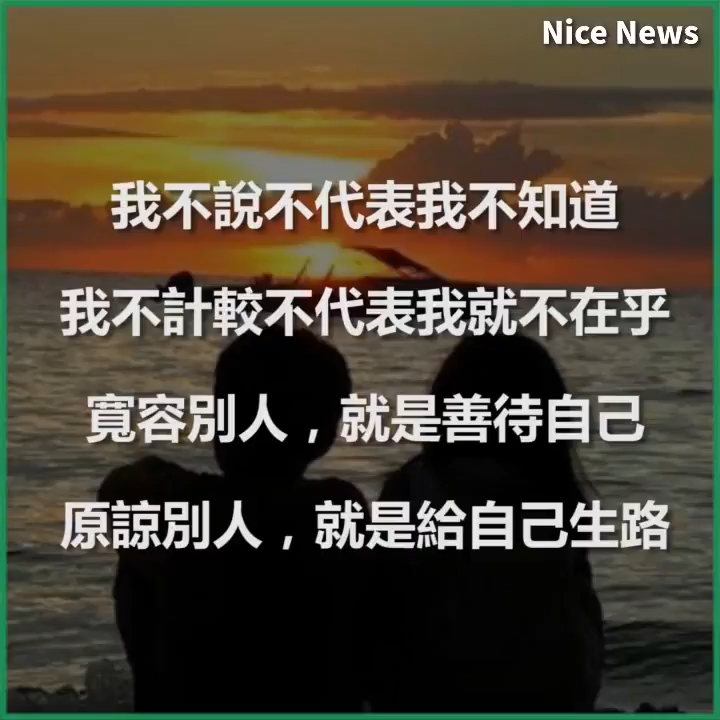 Nice News
我不說不代表我不知道
我不計較不代表我就不在乎
寬容別人，就是善待自己
原諒別人，就是給自己生路